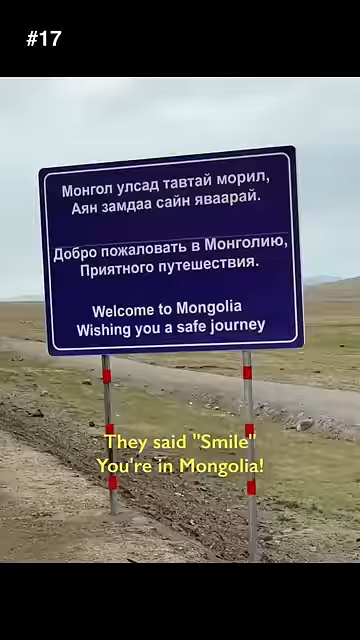 #17
Монгол улсад тавтай морил,
Аян замдаа сайн яваарай.
Добро пожаловать в Монголию,
Приятного путешествия.
Welcome to Mongolia
Wishing you a safe journey
They said "Smile"
You're in Mongolia!